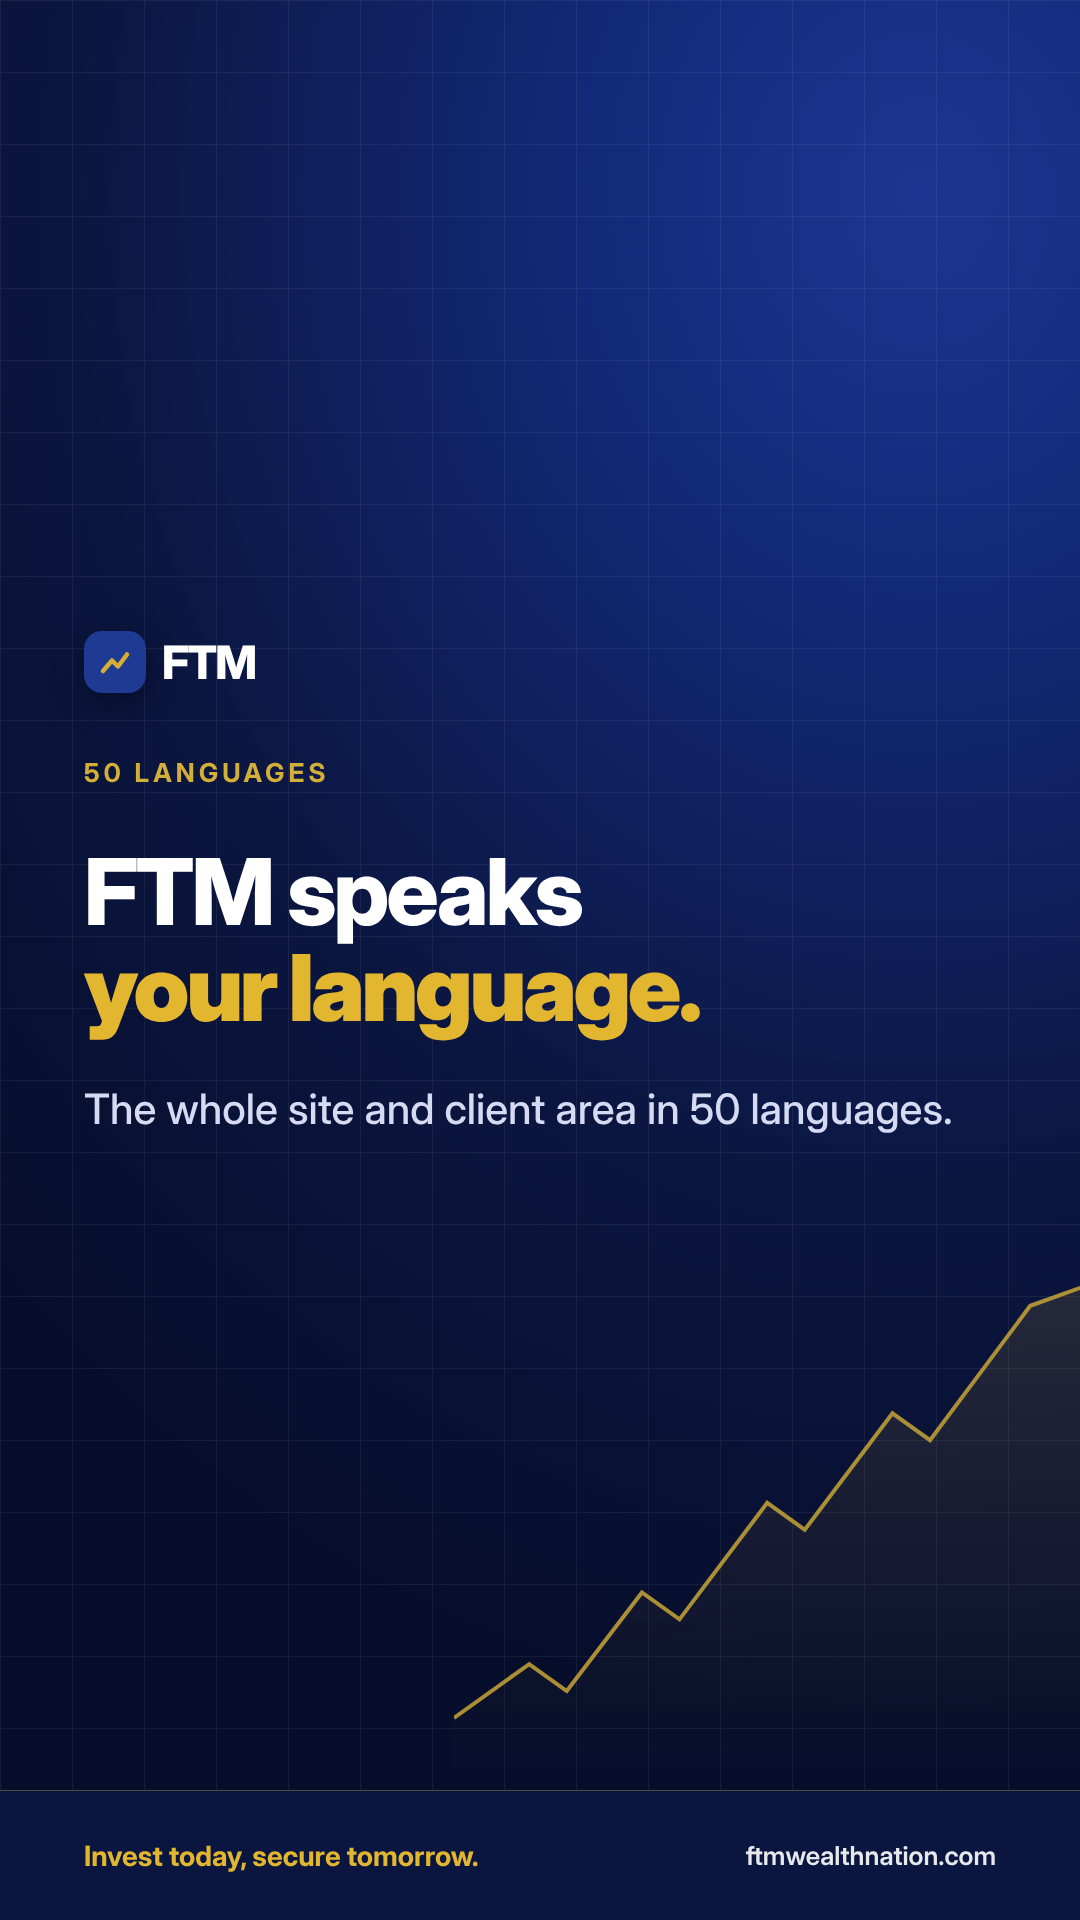 FTM
50 LANGUAGES
FTM speaks
your language.
The whole site and client area in 50 languages.
Invest today, secure tomorrow.
ftmwealthnation.com